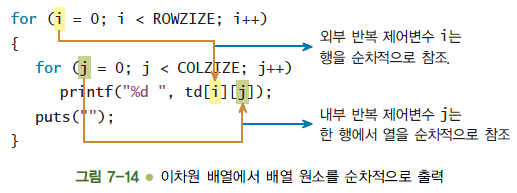 for (i = 0; i < ROWZIZE; i++)
{
외부 반복 제어변수 i는
행을 순차적으로 참조.
for (j = 0; j < COLZIZE; j++)
printf("%d ", td[i][j]);
puts("");
내부 반복 제어변수 j는
한 행에서 열을 순차적으로 참조
}
그림 7-14 ● 이차원 배열에서 배열 원소를 순차적으로 출력